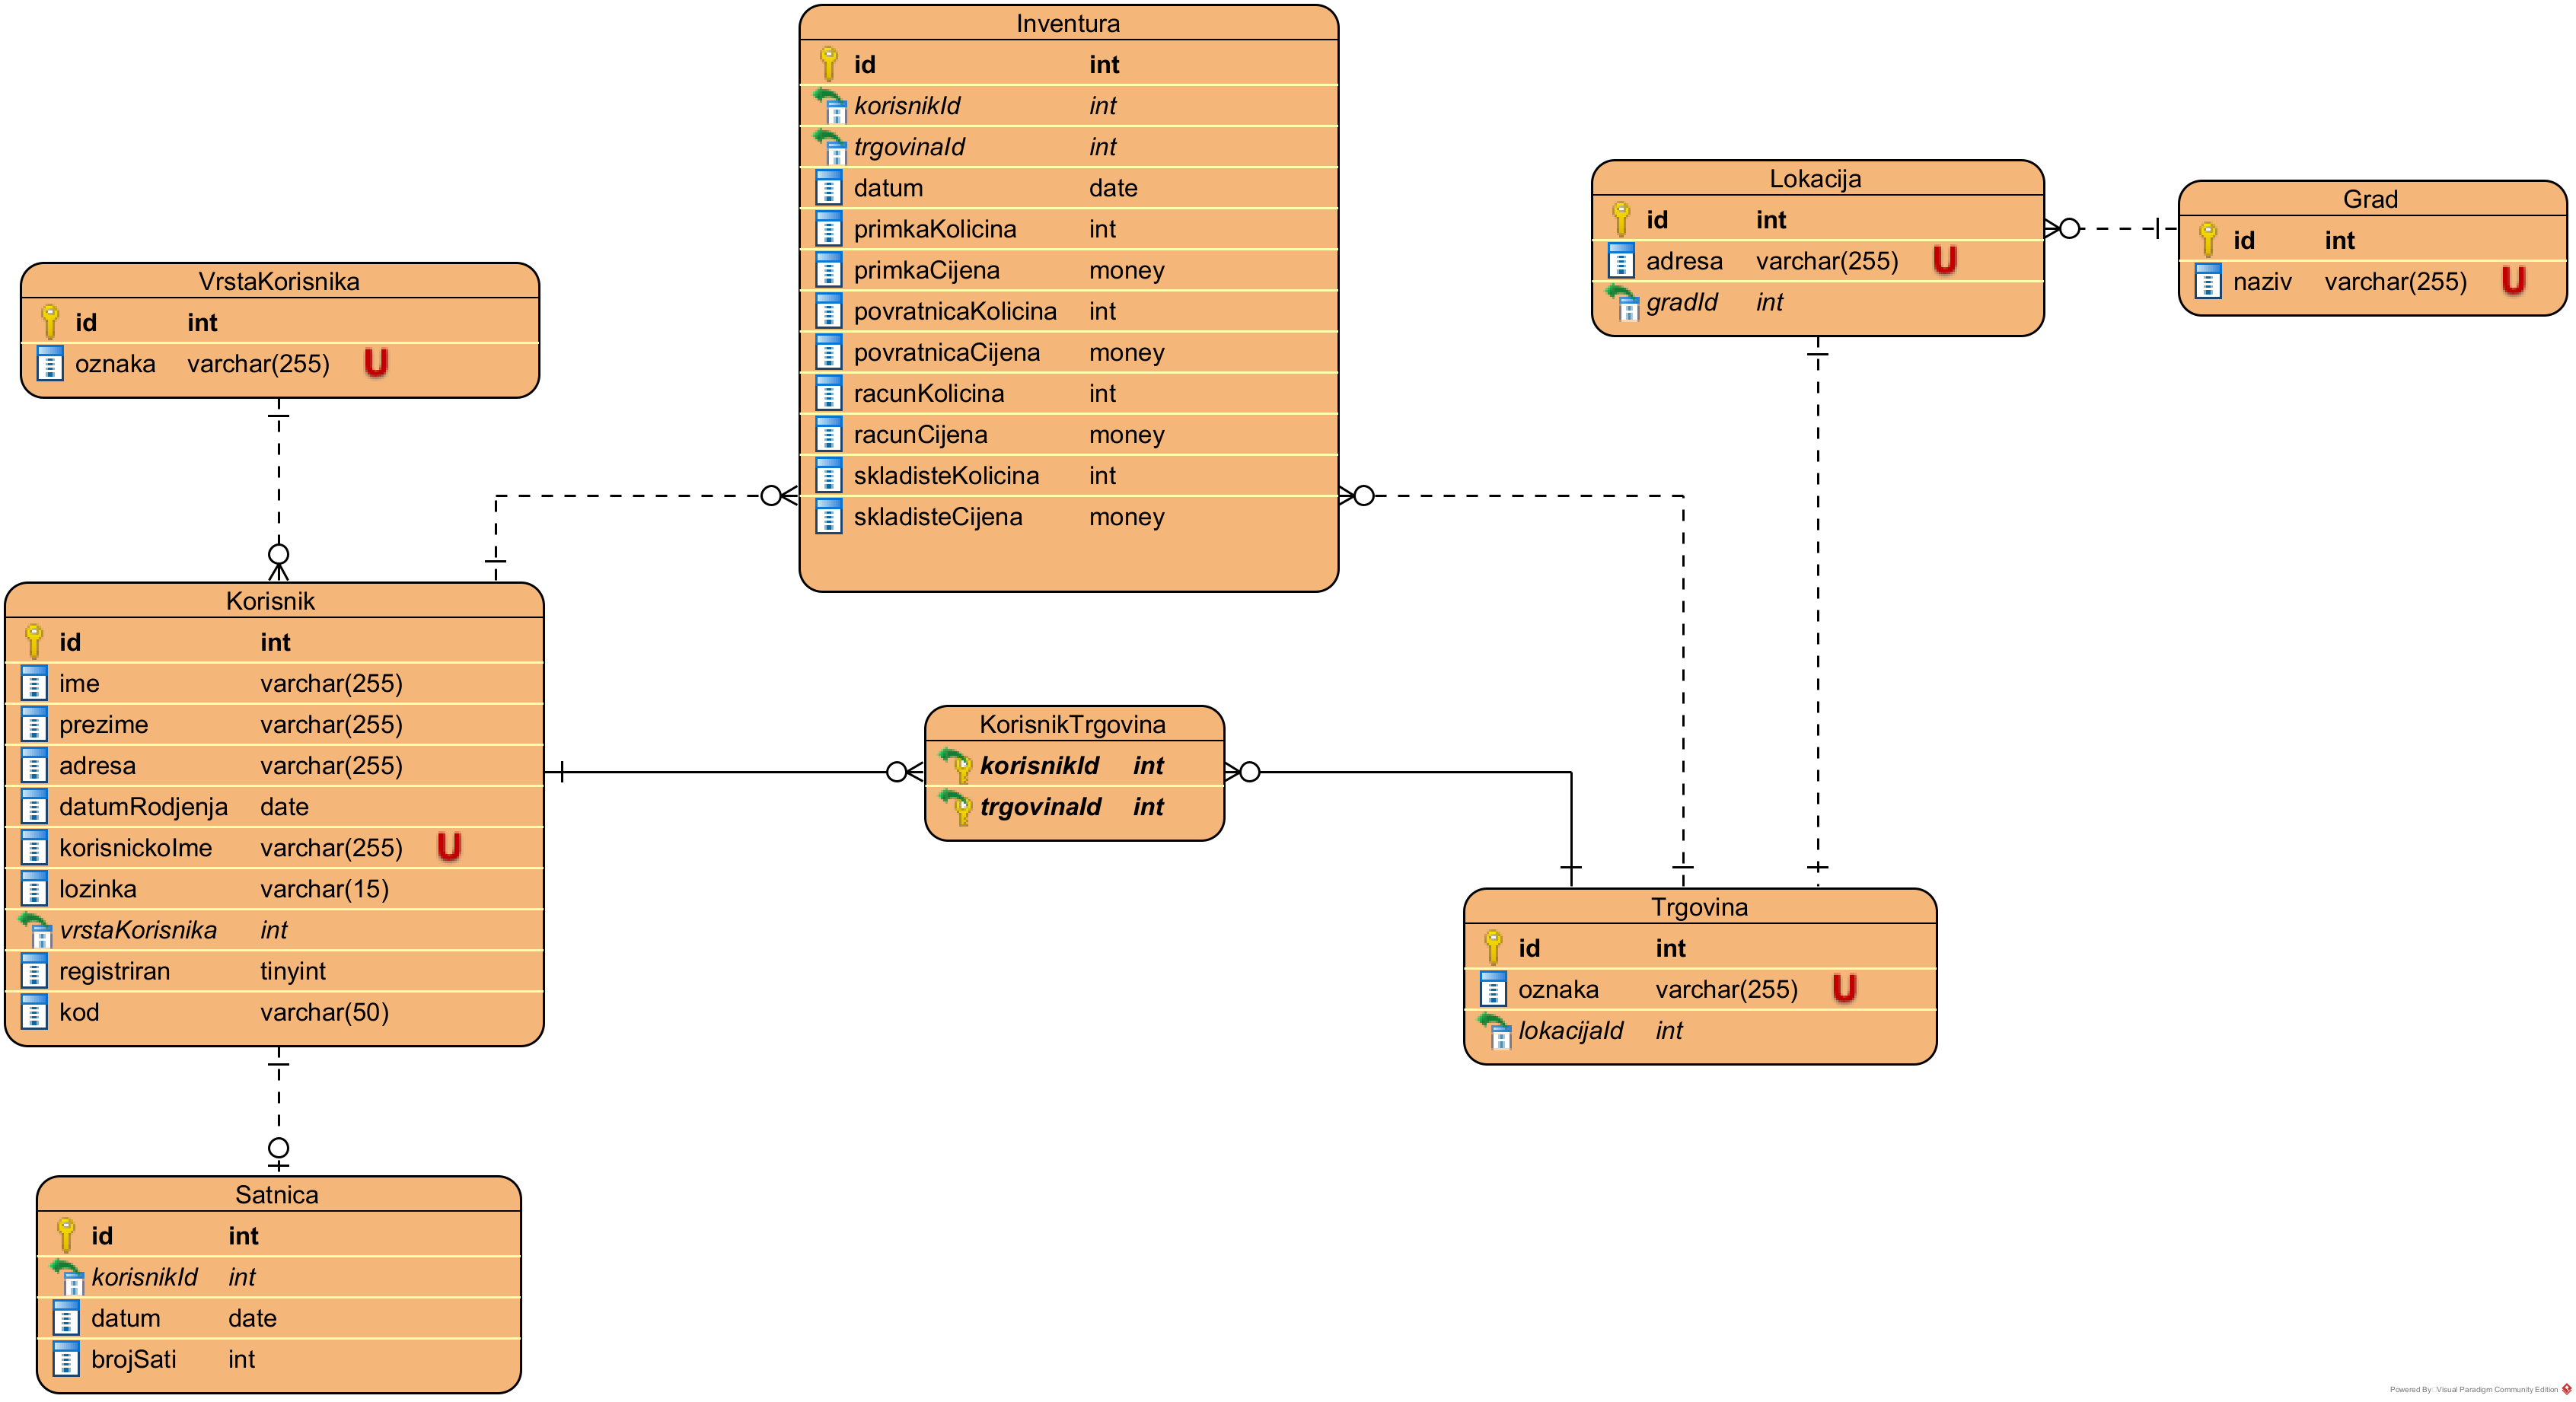 Inventura
id int
korisnikId int
trgovinaId int
datum date
primkaKolicina int
primkaCijena money
povratnicaKolicina int
povratnicaCijena money
racunKolicina int
racunCijena money
skladisteKolicina int
skladisteCijena money
Lokacija
id int
adresa varchar(255) U
gradId int
Grad
id int
naziv varchar(255) U
VrstaKorisnika
id int
oznaka varchar(255) U
Korisnik
id int
ime varchar(255)
prezime varchar(255)
adresa varchar(255)
datumRodjenja date
korisnickoIme varchar(255) U
lozinka varchar(15)
vrstaKorisnika int
registriran tinyint
kod varchar(50)
KorisnikTrgovina
korisnikId int
trgovinaId int
Trgovina
id int
oznaka varchar(255) U
lokacijaId int
Satnica
id int
korisnikId int
datum date
brojSati int
Powered By: Visual Paradigm Community Edition